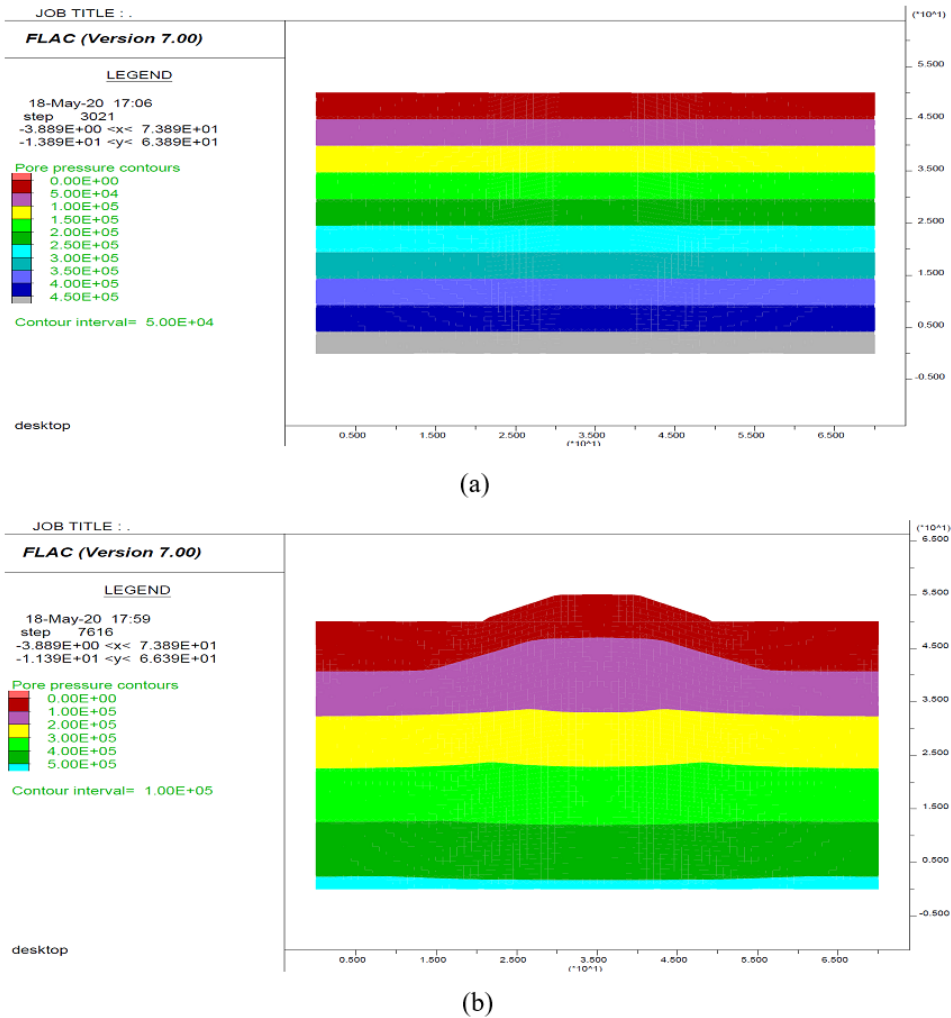 JOB TITLE : .
FLAC (Version 7.00)
LEGEND
18-May-20 17:06
step 3021
-3.889E+00 <x< 7.389E+01
-1.389E+01 <y< 6.389E+01
Pore pressure contours
0.00E+00
5.00E+04
1.00E+05
1.50E+05
2.00E+05
2.50E+05
3.00E+05
3.50E+05
4.00E+05
4.50E+05
Contour interval= 5.00E+04
desktop
(*10^1)
5.500
4.500
3.500
2.500
1.500
0.500
-0.500
0.500 1.500 2.500 3.500 4.500 5.500 6.500
(*10^1)
(a)
JOB TITLE : .
FLAC (Version 7.00)
LEGEND
18-May-20 17:59
step 7616
-3.889E+00 <x< 7.389E+01
-1.139E+01 <y< 6.639E+01
Pore pressure contours
0.00E+00
1.00E+05
2.00E+05
3.00E+05
4.00E+05
5.00E+05
Contour interval= 1.00E+05
desktop
(*10^1)
6.500
5.500
4.500
3.500
2.500
1.500
0.500
-0.500
0.500 1.500 2.500 3.500 4.500 5.500 6.500
(*10^1)
(b)